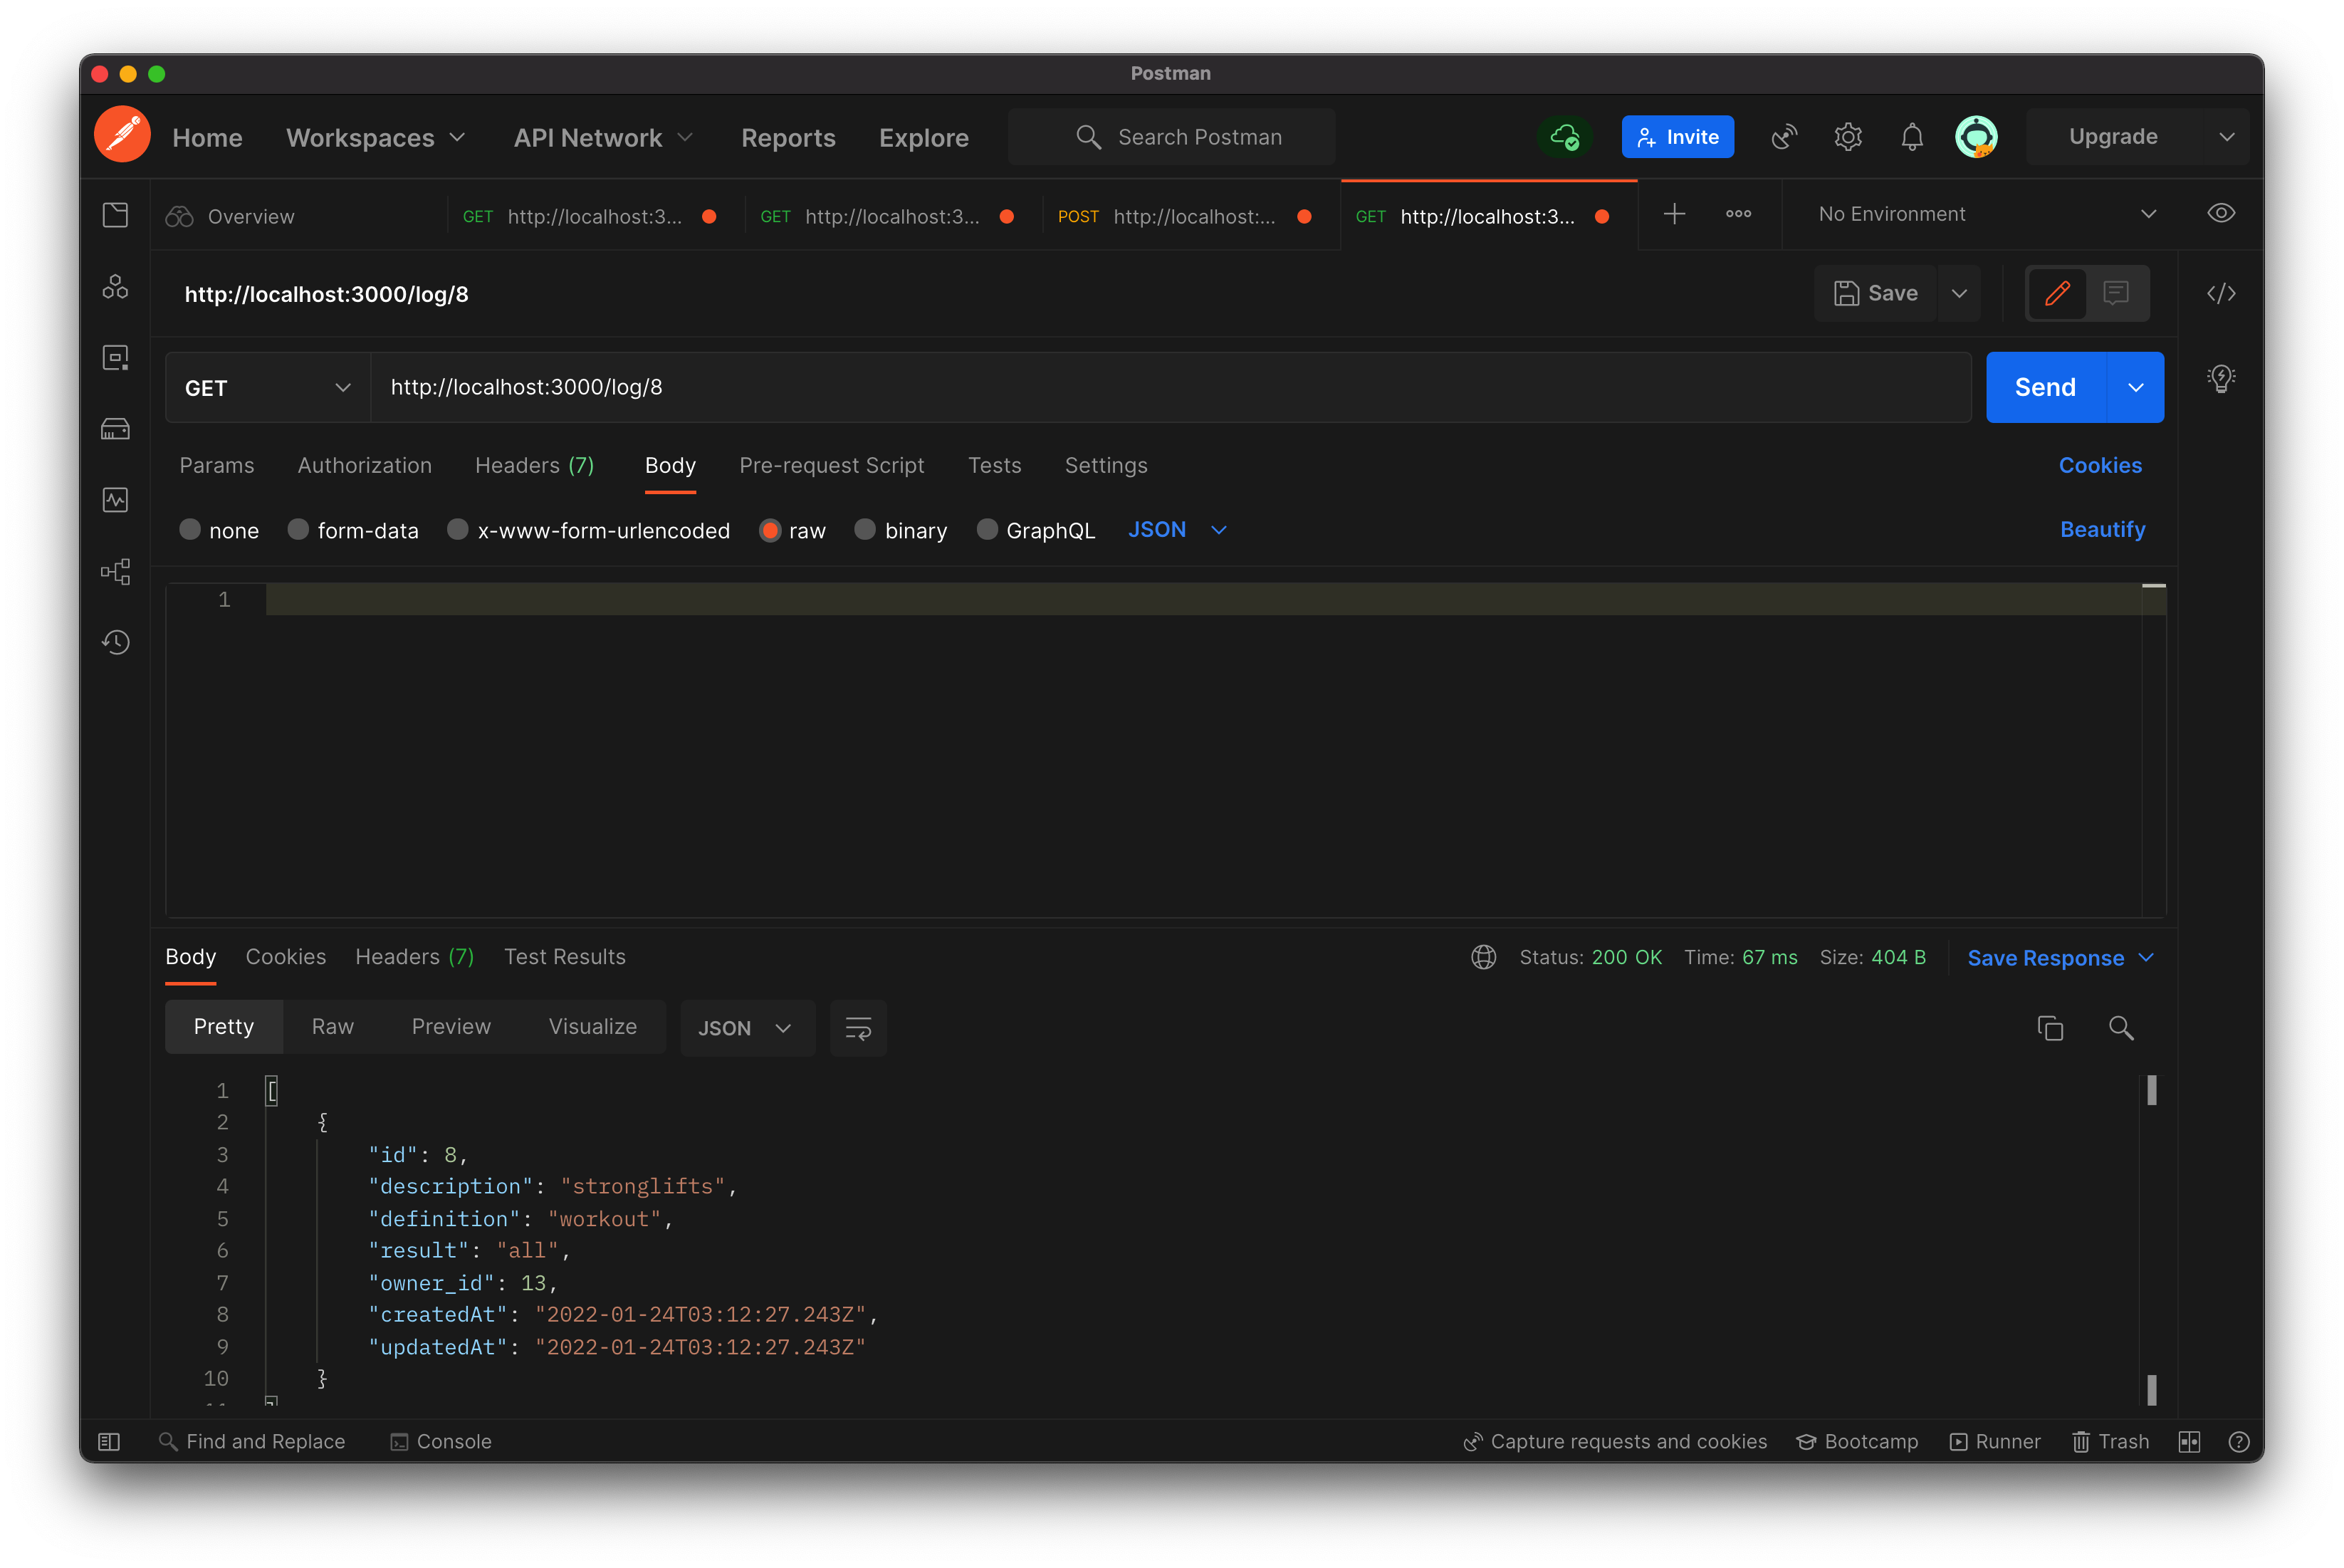 Postman
Home Workspaces API Network Reports Explore Search Postman Invite Upgrade
Overview GET http://localhost:3... GET http://localhost:3... POST http://localhost:... GET http://localhost:3... No Environment
http://localhost:3000/log/8 Save
GET http://localhost:3000/log/8 Send
Params Authorization Headers (7) Body Pre-request Script Tests Settings Cookies
none form-data x-www-form-urlencoded raw binary GraphQL JSON Beautify
1
Body Cookies Headers (7) Test Results Status: 200 OK Time: 67 ms Size: 404 B Save Response
Pretty Raw Preview Visualize JSON
1 [
2 {
3 "id": 8,
4 "description": "stronglifts",
5 "definition": "workout",
6 "result": "all",
7 "owner_id": 13,
8 "createdAt": "2022-01-24T03:12:27.243Z",
9 "updatedAt": "2022-01-24T03:12:27.243Z"
10 }
Find and Replace Console Capture requests and cookies Bootcamp Runner Trash